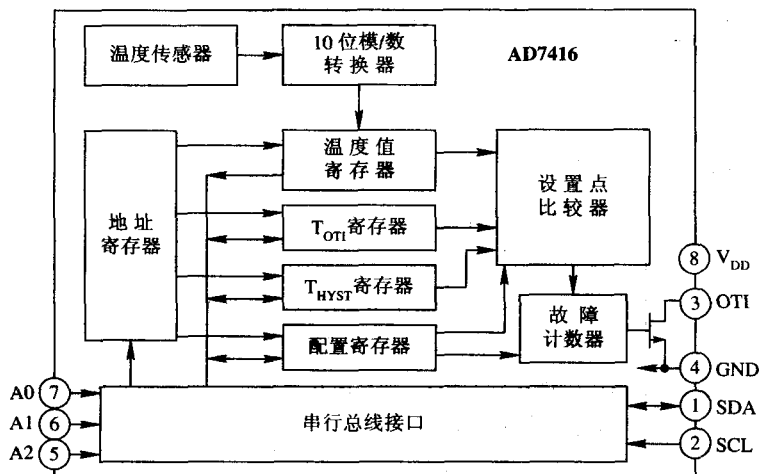 温度传感器
10位模/数
转换器
AD7416
温度值
寄存器
设置点
比较器
地址
寄存器
T_OTI寄存器
T_HYST寄存器
配置寄存器
故障
计数器
8 V_DD
3 OTI
4 GND
A0 7
A1 6
A2 5
串行总线接口
1 SDA
2 SCL